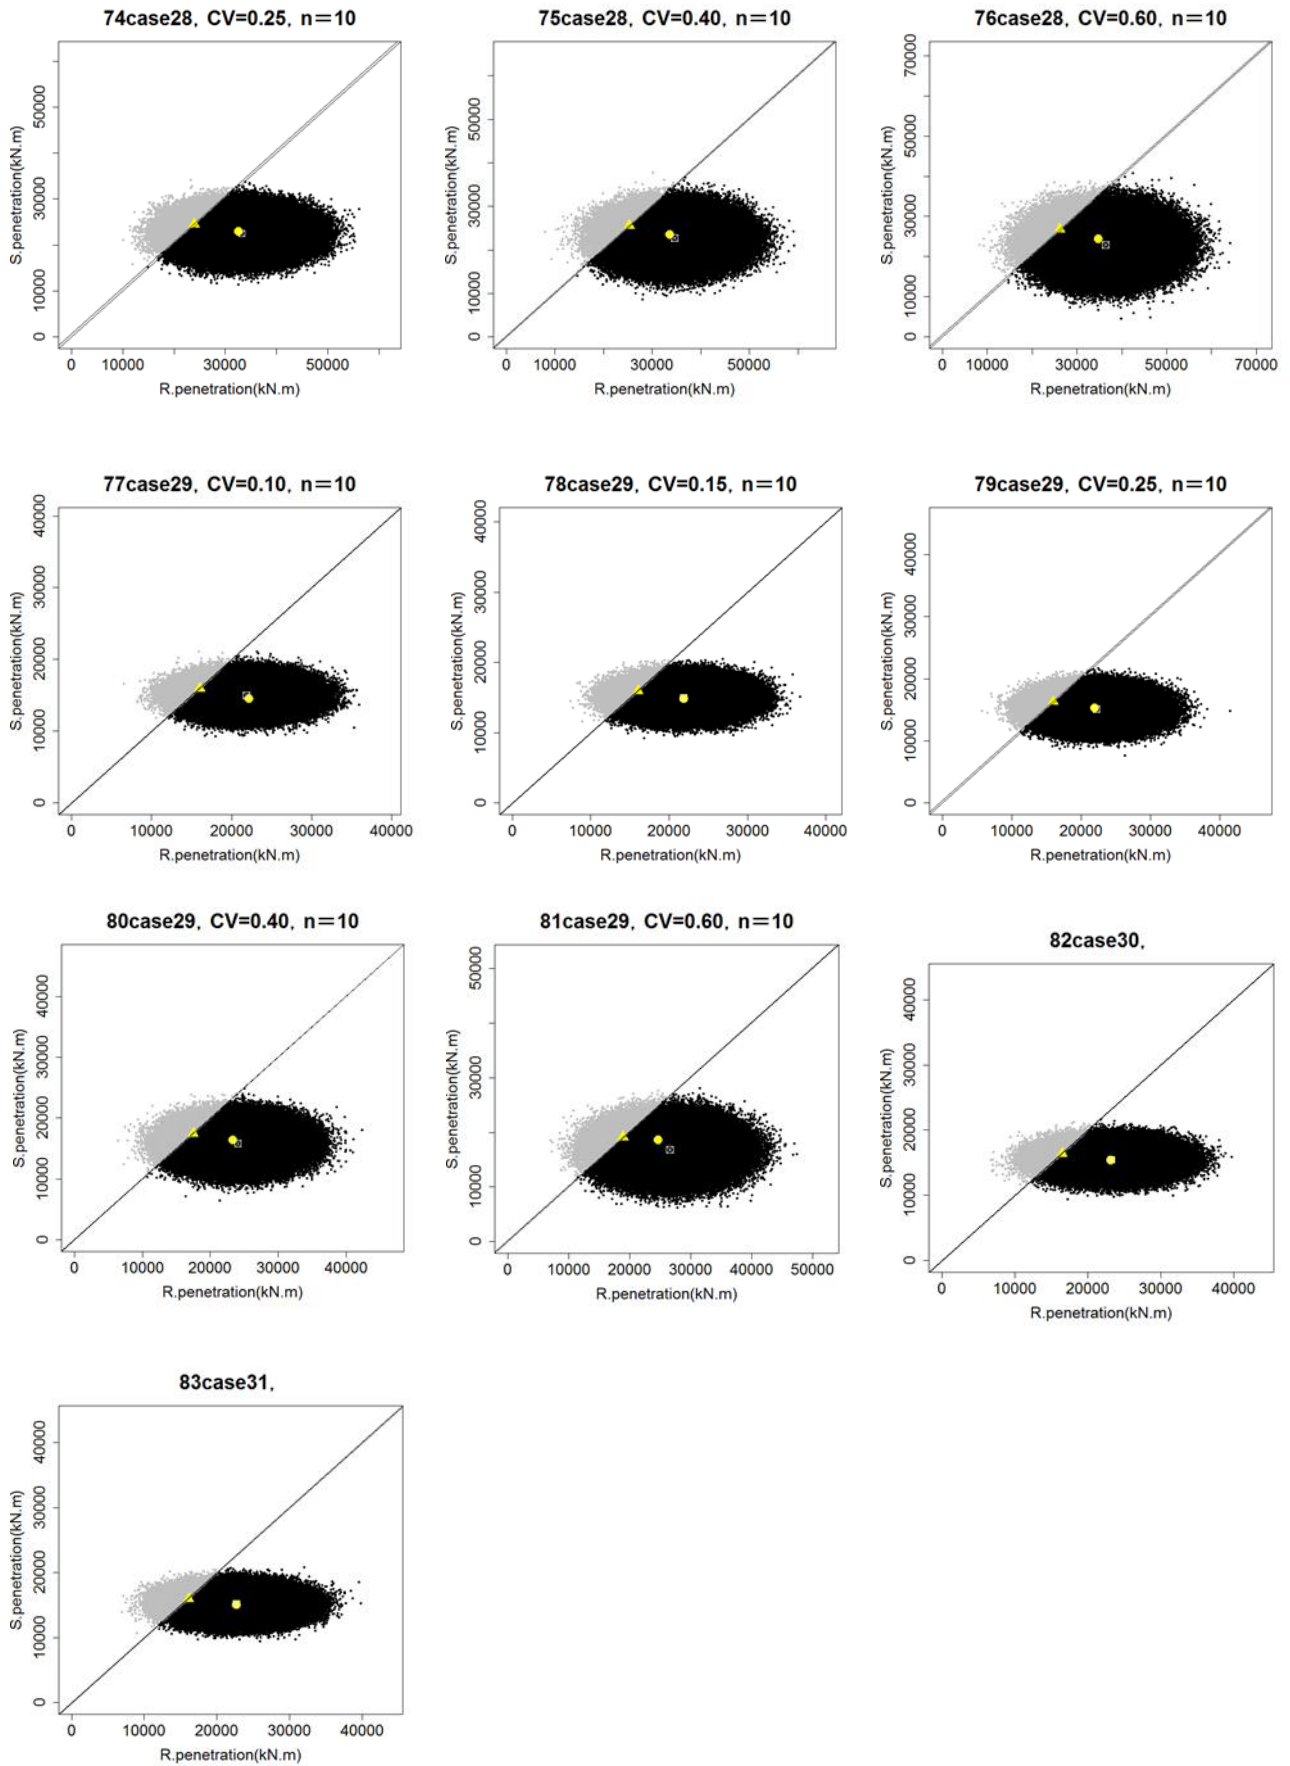 74case28, CV=0.25, n=10
S.penetration(kN.m)
0 10000 30000 50000
0 10000 30000 50000
R.penetration(kN.m)
75case28, CV=0.40, n=10
S.penetration(kN.m)
0 10000 30000 50000
0 10000 30000 50000
R.penetration(kN.m)
76case28, CV=0.60, n=10
S.penetration(kN.m)
0 10000 30000 50000 70000
0 10000 30000 50000 70000
R.penetration(kN.m)
77case29, CV=0.10, n=10
S.penetration(kN.m)
0 10000 20000 30000 40000
0 10000 20000 30000 40000
R.penetration(kN.m)
78case29, CV=0.15, n=10
S.penetration(kN.m)
0 10000 20000 30000 40000
0 10000 20000 30000 40000
R.penetration(kN.m)
79case29, CV=0.25, n=10
S.penetration(kN.m)
0 10000 20000 30000 40000
0 10000 20000 30000 40000
R.penetration(kN.m)
80case29, CV=0.40, n=10
S.penetration(kN.m)
0 10000 20000 30000 40000
0 10000 20000 30000 40000
R.penetration(kN.m)
81case29, CV=0.60, n=10
S.penetration(kN.m)
0 10000 30000 50000
0 10000 20000 30000 40000 50000
R.penetration(kN.m)
82case30,
S.penetration(kN.m)
0 10000 20000 30000 40000
0 10000 20000 30000 40000
R.penetration(kN.m)
83case31,
S.penetration(kN.m)
0 10000 20000 30000 40000
0 10000 20000 30000 40000
R.penetration(kN.m)